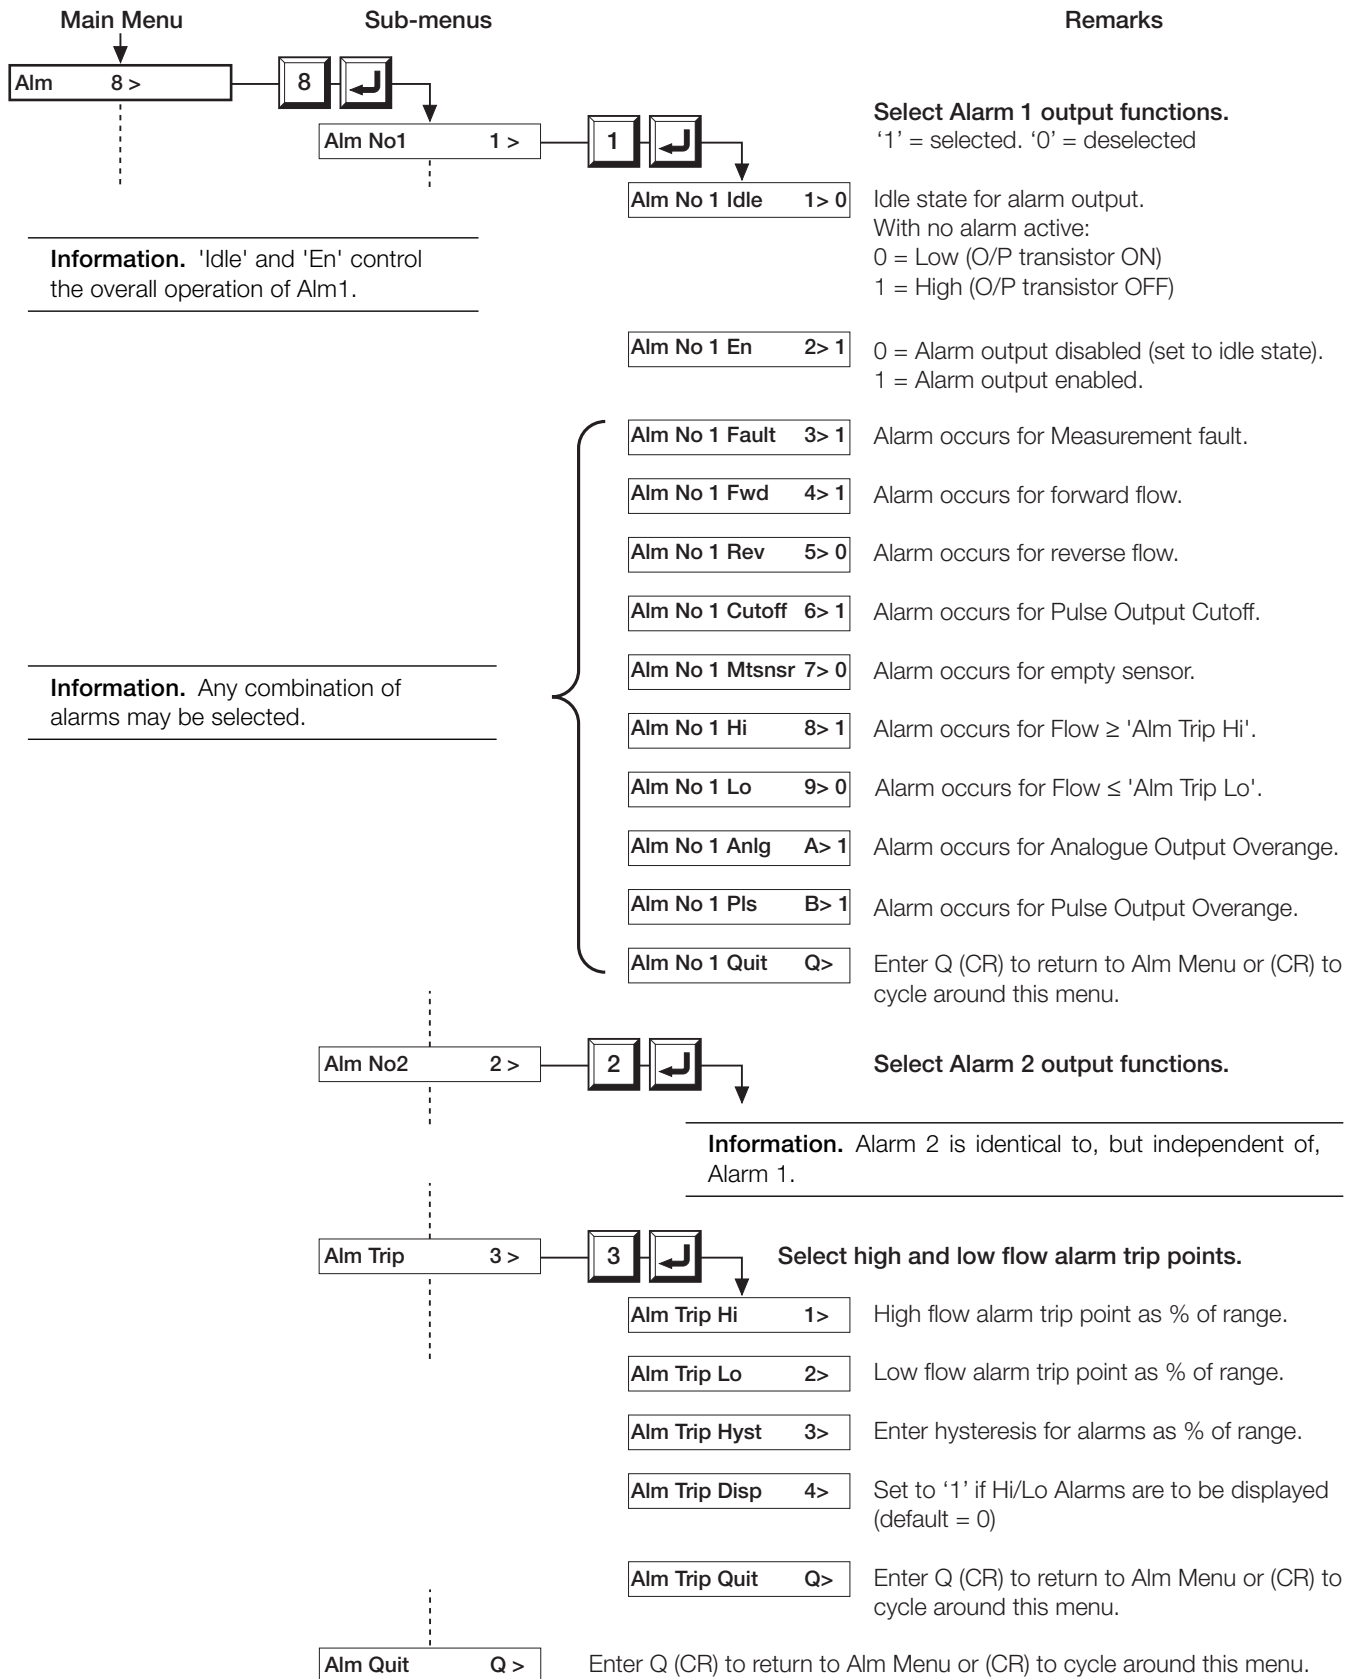 Main Menu Sub-menus Remarks
Alm 8 >
8
Alm No1 1 >
1
Select Alarm 1 output functions.
‘1’ = selected. ‘0’ = deselected
Alm No 1 Idle 1> 0
Idle state for alarm output.
With no alarm active:
0 = Low (O/P transistor ON)
1 = High (O/P transistor OFF)
Information. 'Idle' and 'En' control
the overall operation of Alm1.
Alm No 1 En 2> 1
0 = Alarm output disabled (set to idle state).
1 = Alarm output enabled.
Alm No 1 Fault 3> 1 Alarm occurs for Measurement fault.
Alm No 1 Fwd 4> 1 Alarm occurs for forward flow.
Alm No 1 Rev 5> 0 Alarm occurs for reverse flow.
Alm No 1 Cutoff 6> 1 Alarm occurs for Pulse Output Cutoff.
Alm No 1 Mtsnsr 7> 0 Alarm occurs for empty sensor.
Information. Any combination of
alarms may be selected.
Alm No 1 Hi 8> 1 Alarm occurs for Flow ≥ 'Alm Trip Hi'.
Alm No 1 Lo 9> 0 Alarm occurs for Flow ≤ 'Alm Trip Lo'.
Alm No 1 Anlg A> 1 Alarm occurs for Analogue Output Overange.
Alm No 1 Pls B> 1 Alarm occurs for Pulse Output Overange.
Alm No 1 Quit Q> Enter Q (CR) to return to Alm Menu or (CR) to
cycle around this menu.
Alm No2 2 >
2
Select Alarm 2 output functions.
Information. Alarm 2 is identical to, but independent of,
Alarm 1.
Alm Trip 3 >
3
Select high and low flow alarm trip points.
Alm Trip Hi 1> High flow alarm trip point as % of range.
Alm Trip Lo 2> Low flow alarm trip point as % of range.
Alm Trip Hyst 3> Enter hysteresis for alarms as % of range.
Alm Trip Disp 4> Set to ‘1’ if Hi/Lo Alarms are to be displayed
(default = 0)
Alm Trip Quit Q> Enter Q (CR) to return to Alm Menu or (CR) to
cycle around this menu.
Alm Quit Q > Enter Q (CR) to return to Alm Menu or (CR) to cycle around this menu.